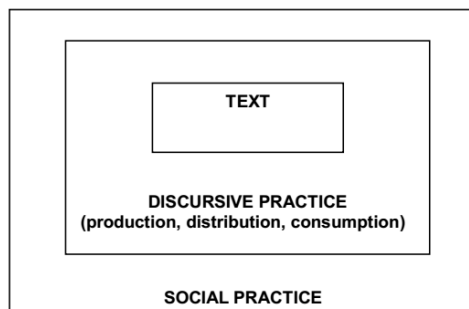 TEXT
DISCURSIVE PRACTICE
(production, distribution, consumption)
SOCIAL PRACTICE